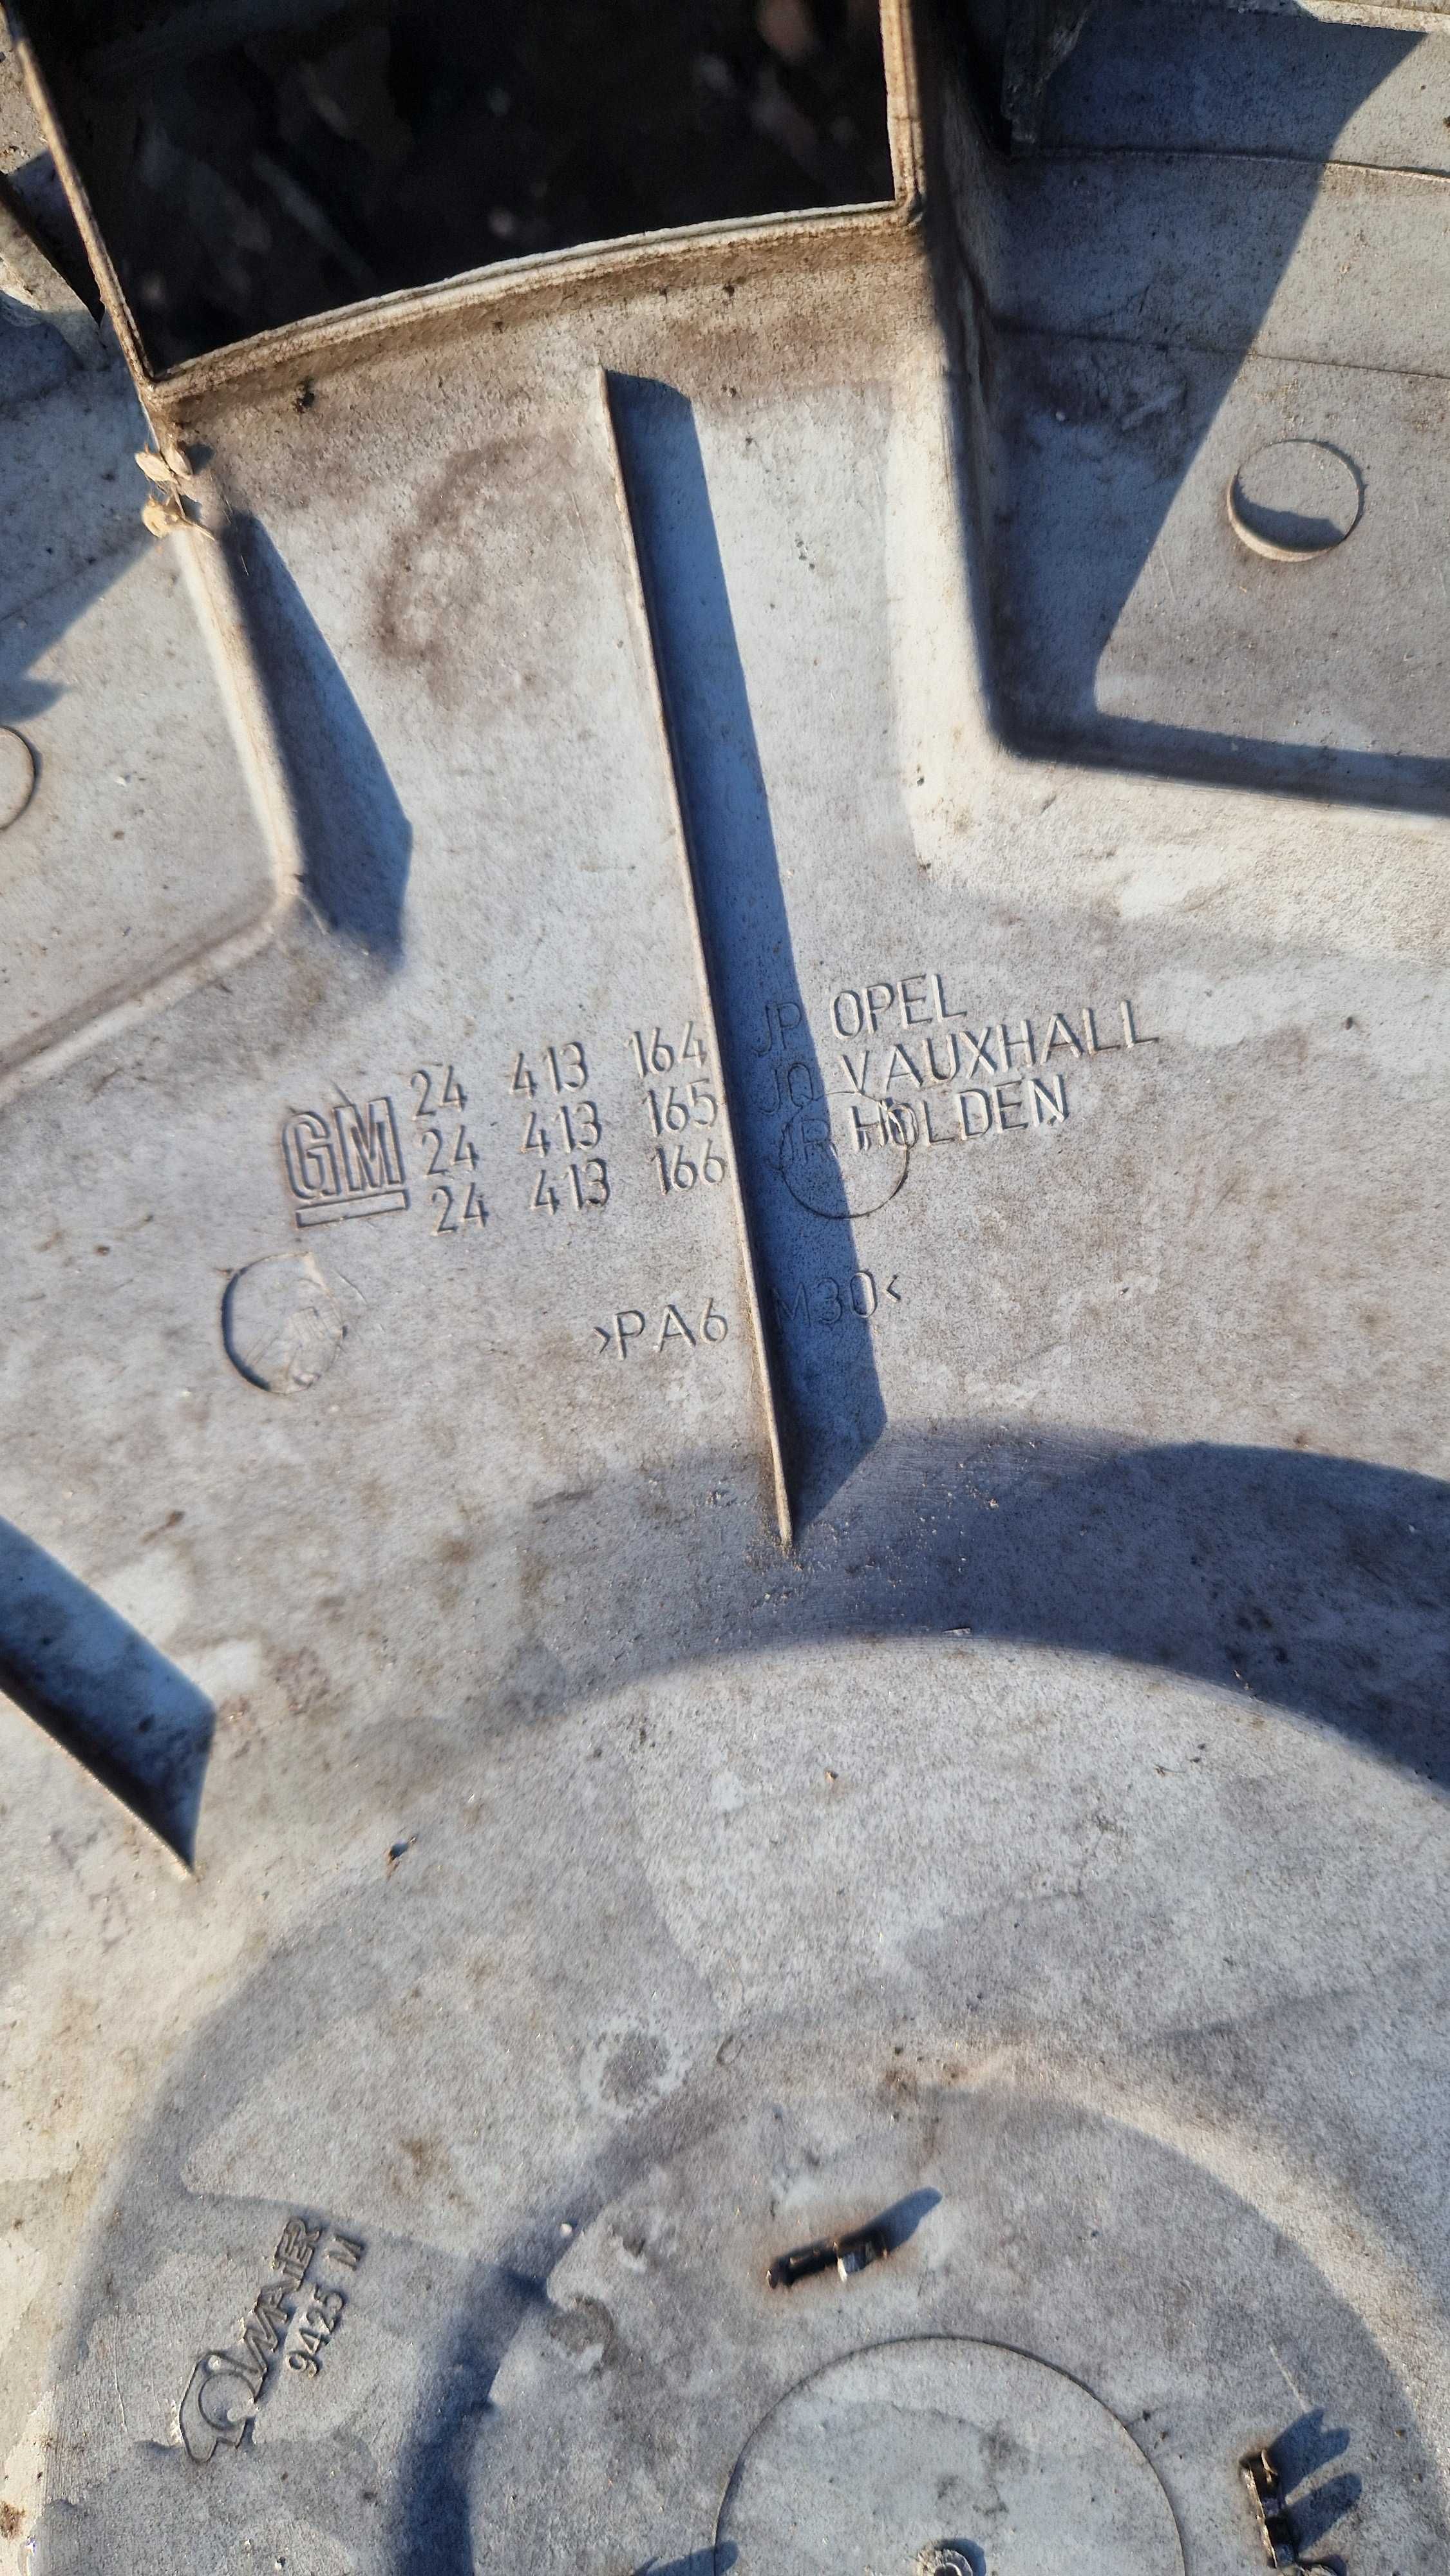 GM
24 413 164 JP OPEL
24 413 165 JQ VAUXHALL
24 413 166 JR HOLDEN
>PA6 M30<
9425 M